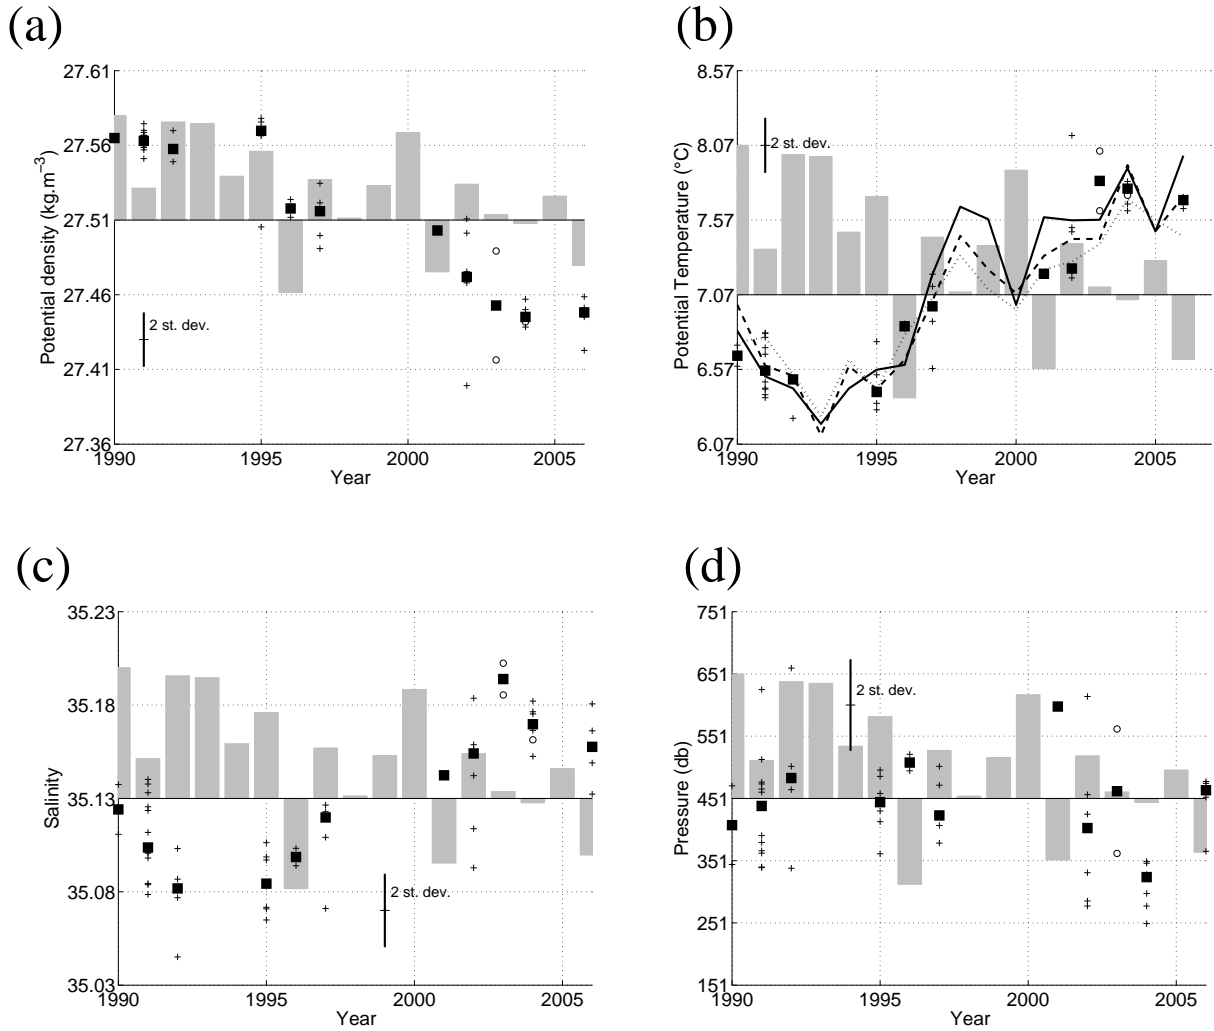 (a)
27.61
27.56
27.51
27.46
27.41
27.36
Potential density (kg.m−3)
2 st. dev.
1990 1995 2000 2005
Year
(b)
8.57
8.07
7.57
7.07
6.57
6.07
Potential Temperature (°C)
2 st. dev.
1990 1995 2000 2005
Year
(c)
35.23
35.18
35.13
35.08
35.03
Salinity
2 st. dev.
1990 1995 2000 2005
Year
(d)
751
651
551
451
351
251
151
Pressure (db)
2 st. dev.
1990 1995 2000 2005
Year